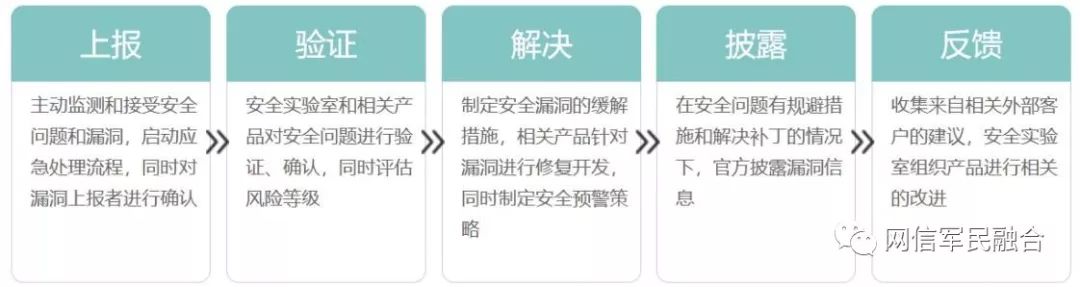 上报
主动监测和接受安全
问题和漏洞，启动应
急处理流程，同时对
漏洞上报者进行确认
验证
安全实验室和相关产
品对安全问题进行验
证、确认，同时评估
风险等级
解决
制定安全漏洞的缓解
措施，相关产品针对
漏洞进行修复开发，
同时制定安全预警策
略
披露
在安全问题有规避措
施和解决补丁的情况
下，官方披露漏洞信
息
反馈
收集来自相关外部客
户的建议，安全实验
室组织产品进行相关
的改进
网信军民融合